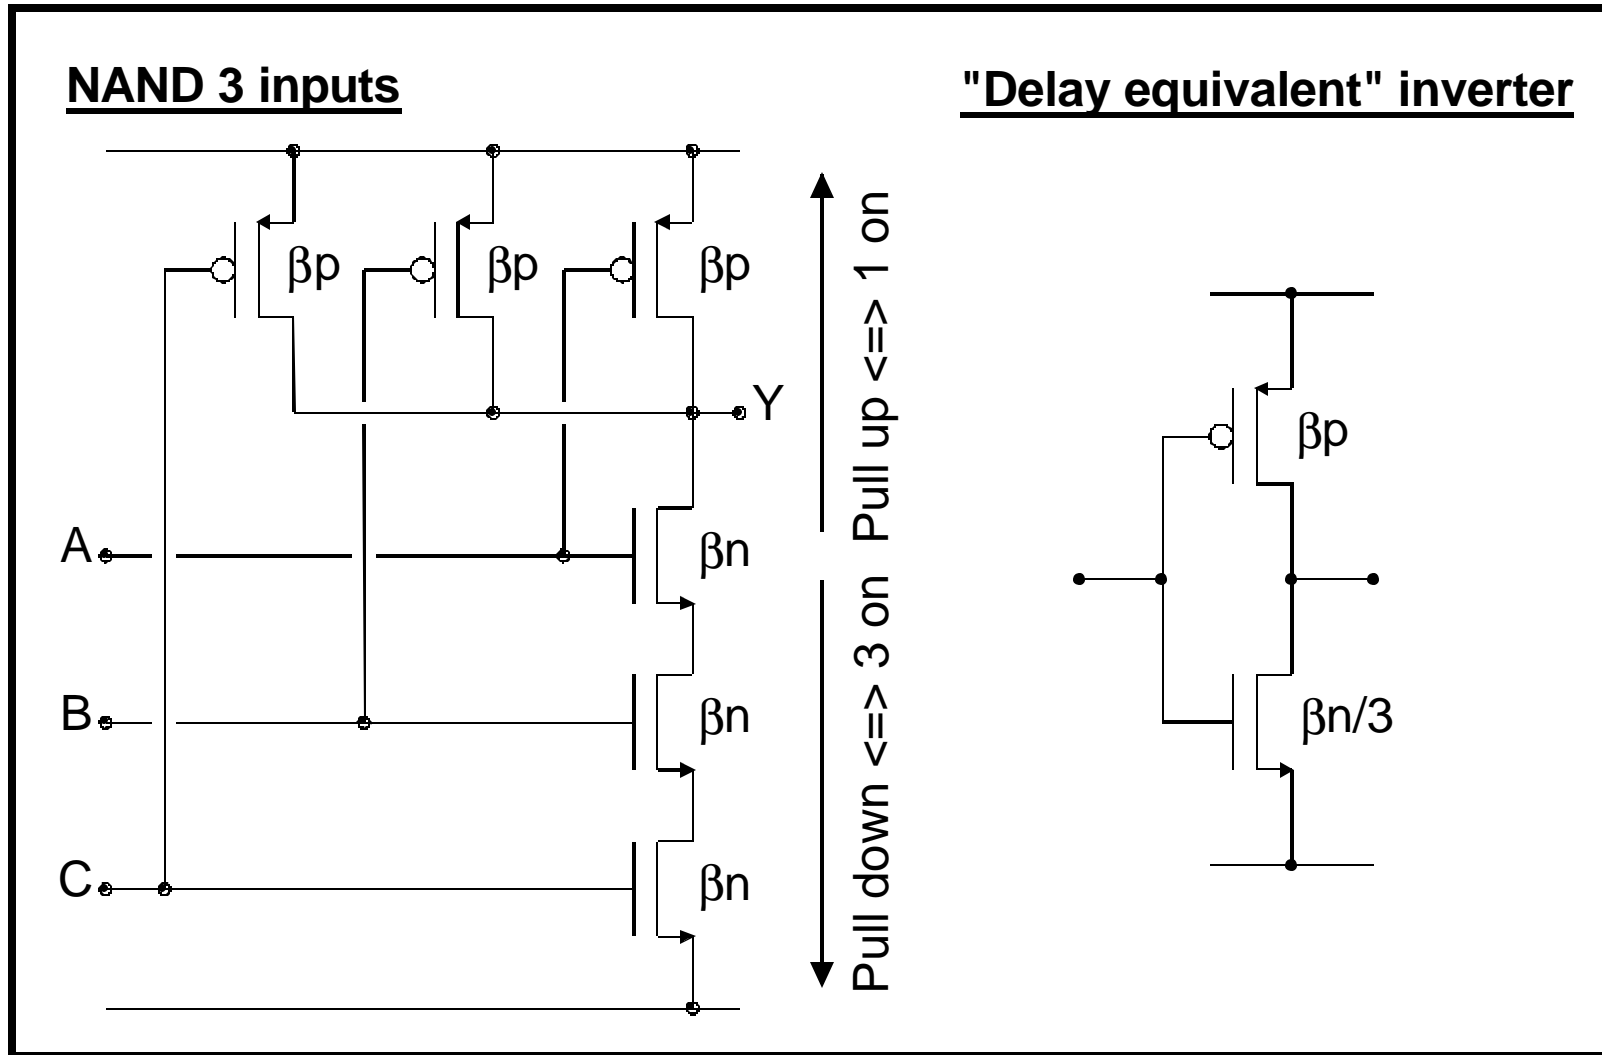 NAND 3 inputs
"Delay equivalent" inverter
βp
βp
βp
Y
A
βn
B
βn
C
βn
Pull down <=> 3 on Pull up <=> 1 on
βp
βn/3